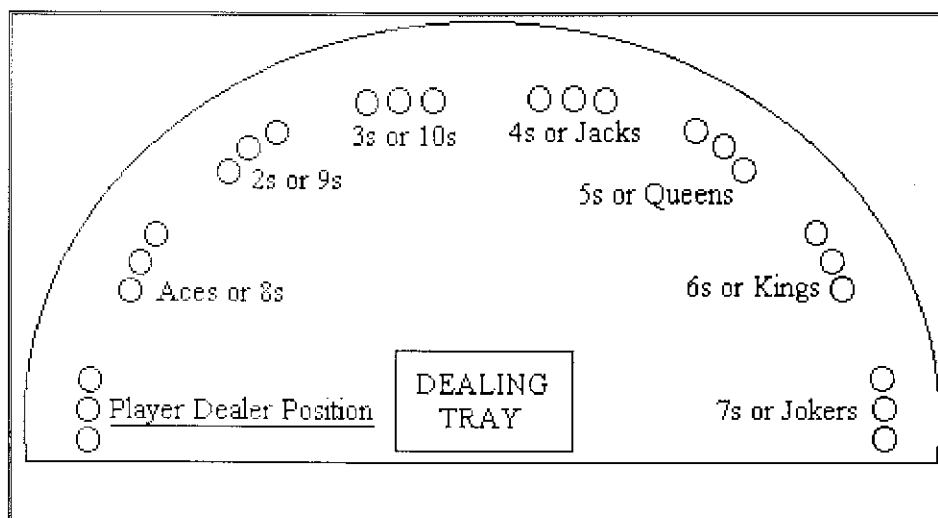 3s or 10s
4s or Jacks
2s or 9s
5s or Queens
Aces or 8s
6s or Kings
Player Dealer Position
DEALING
TRAY
7s or Jokers